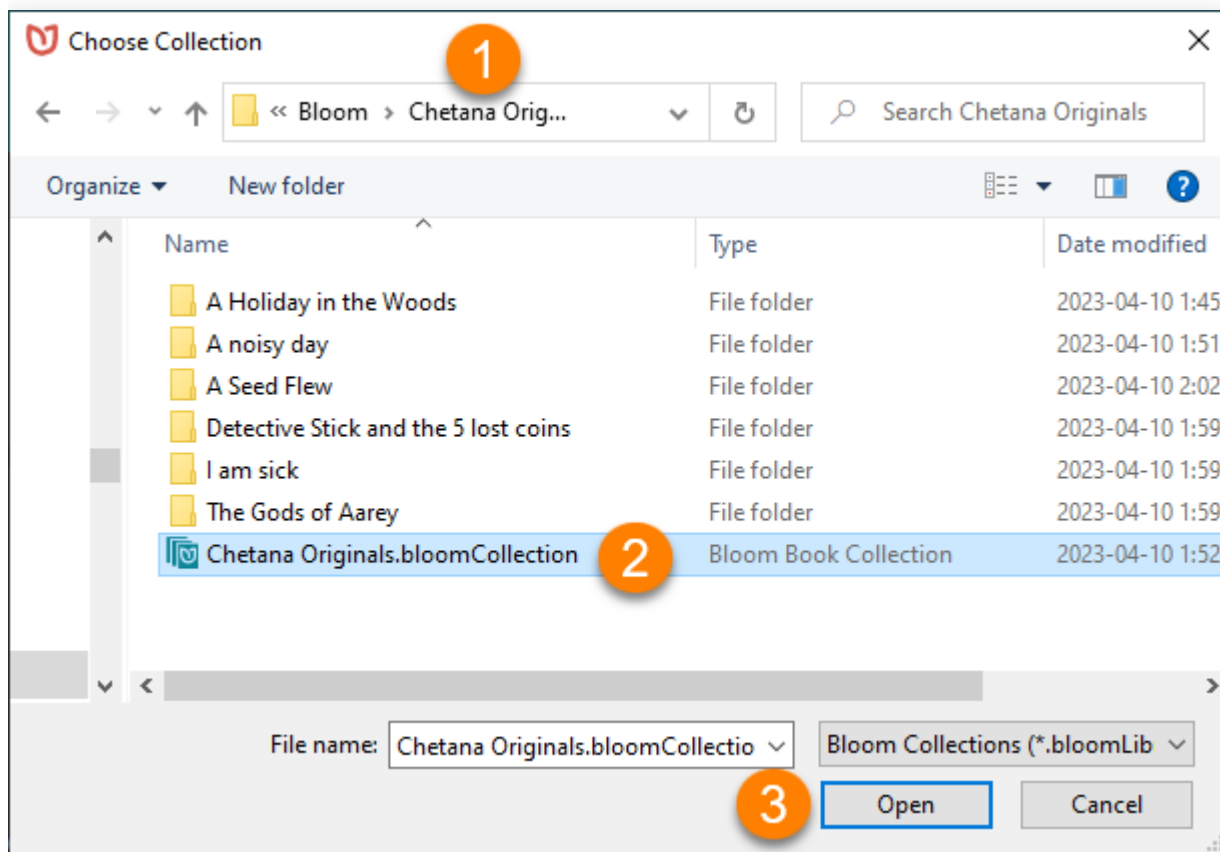 Choose Collection
1
« Bloom > Chetana Orig...
Search Chetana Originals
Organize
New folder
?
Name Type Date modified
A Holiday in the Woods File folder 2023-04-10 1:45
A noisy day File folder 2023-04-10 1:51
A Seed Flew File folder 2023-04-10 2:02
Detective Stick and the 5 lost coins File folder 2023-04-10 1:59
I am sick File folder 2023-04-10 1:59
The Gods of Aarey File folder 2023-04-10 1:59
Chetana Originals.bloomCollection 2 Bloom Book Collection 2023-04-10 1:52
File name: Chetana Originals.bloomCollectio Bloom Collections (*.bloomLib
3 Open Cancel